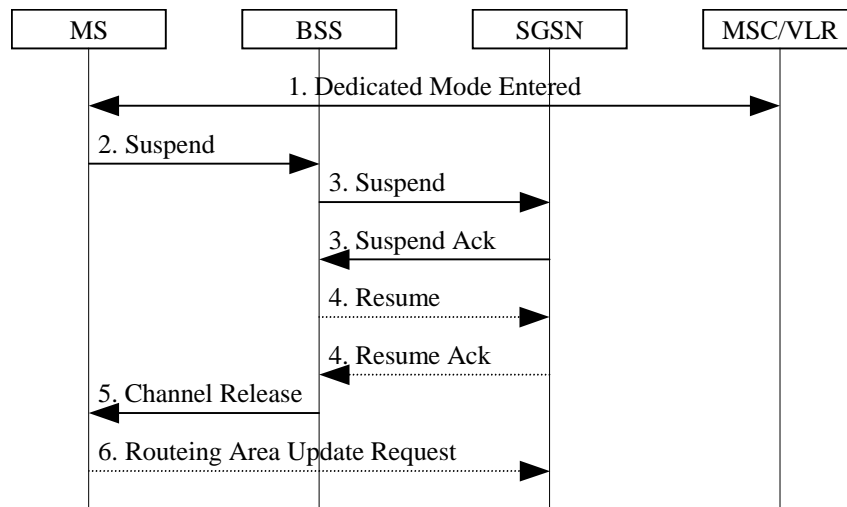 MS
BSS
SGSN
MSC/VLR
1. Dedicated Mode Entered
2. Suspend
3. Suspend
3. Suspend Ack
4. Resume
4. Resume Ack
5. Channel Release
6. Routeing Area Update Request